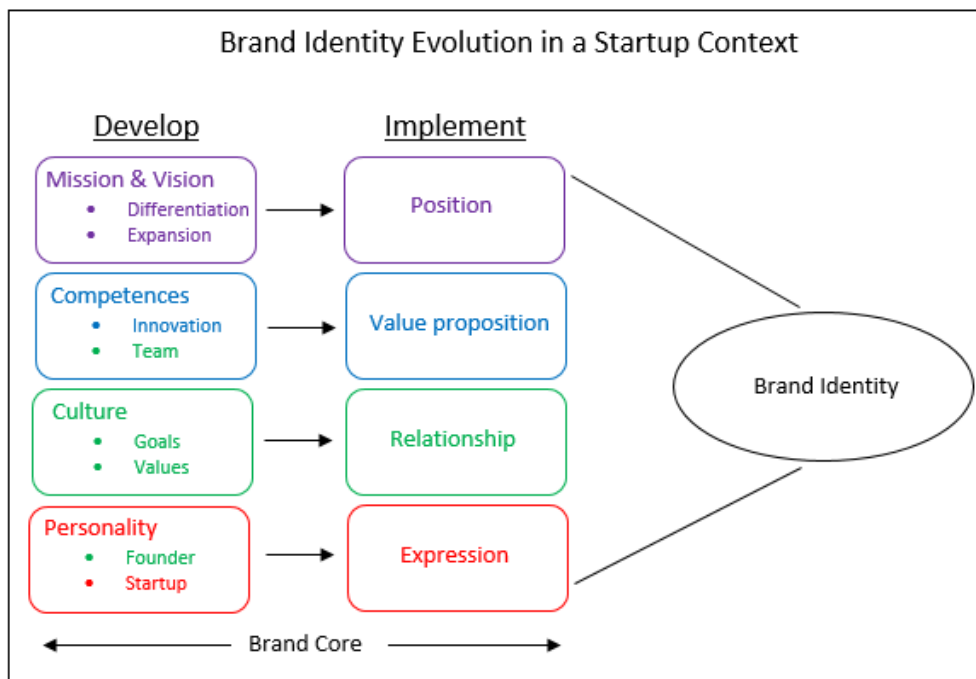 Brand Identity Evolution in a Startup Context
Develop
Implement
Mission & Vision
• Differentiation
• Expansion
Position
Competences
• Innovation
• Team
Value proposition
Culture
• Goals
• Values
Relationship
Personality
• Founder
• Startup
Expression
Brand Core
Brand Identity